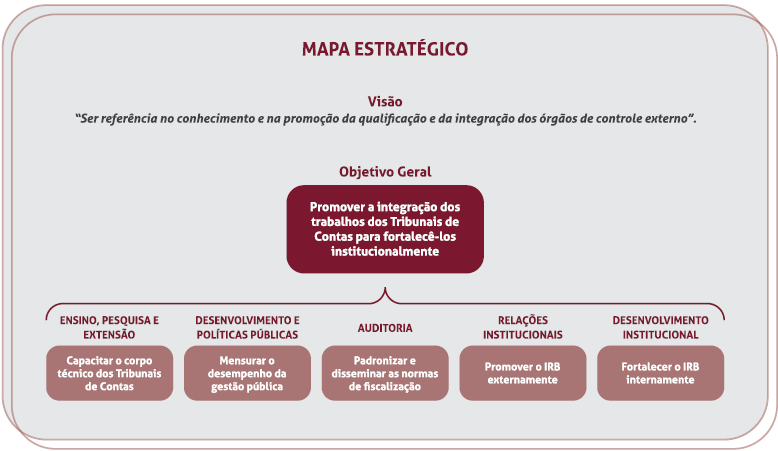 MAPA ESTRATÉGICO
Visão
“Ser referência no conhecimento e na promoção da qualificação e da integração dos órgãos de controle externo”.
Objetivo Geral
Promover a integração dos
trabalhos dos Tribunais de
Contas para fortalecê-los
institucionalmente
ENSINO, PESQUISA E
EXTENSÃO
Capacitar o corpo
técnico dos Tribunais
de Contas
DESENVOLVIMENTO E
POLÍTICAS PÚBLICAS
Mensurar o
desempenho da
gestão pública
AUDITORIA
Padronizar e
disseminar as normas
de fiscalização
RELAÇÕES
INSTITUCIONAIS
Promover o IRB
externamente
DESENVOLVIMENTO
INSTITUCIONAL
Fortalecer o IRB
internamente